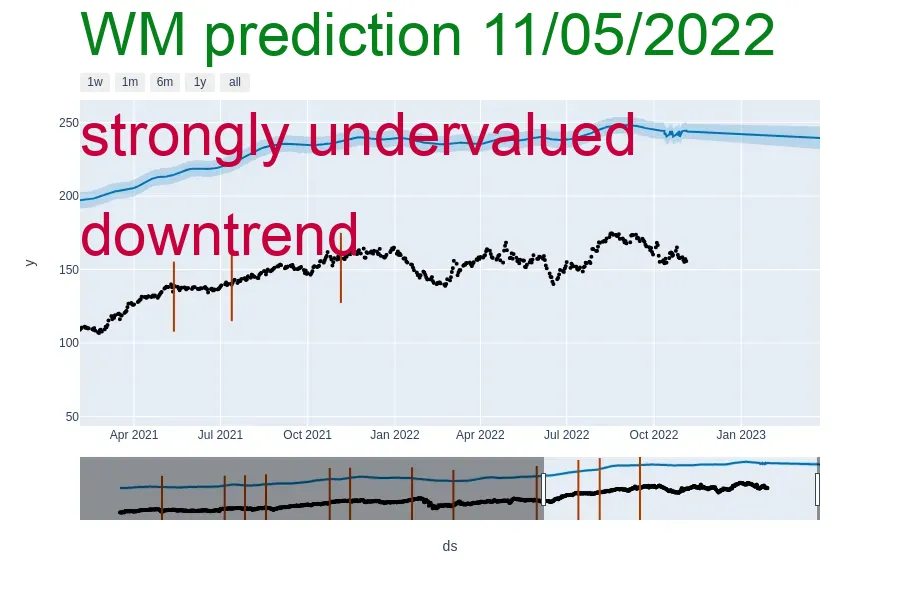 WM prediction 11/05/2022
1w 1m 6m 1y all
250
strongly undervalued
200
downtrend
y
150
100
50
Apr 2021 Jul 2021 Oct 2021 Jan 2022 Apr 2022 Jul 2022 Oct 2022 Jan 2023
ds